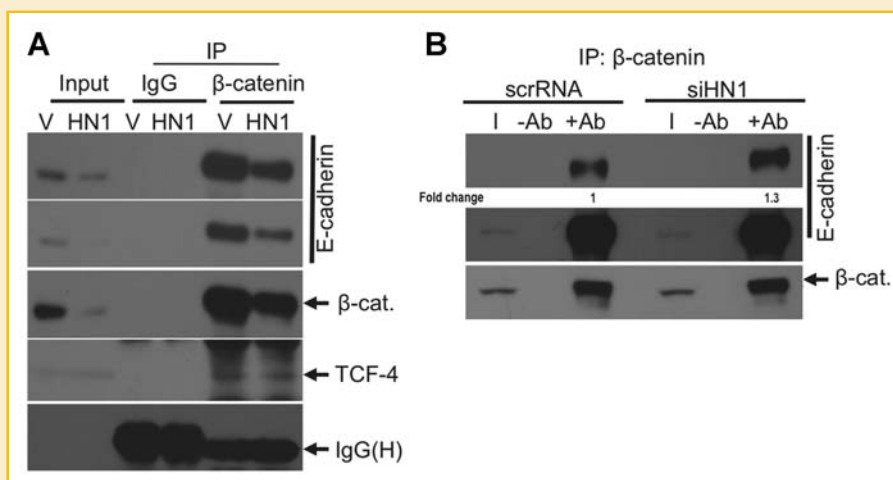 A
IP
Input IgG β-catenin
V HN1 V HN1 V HN1
E-cadherin
β-cat.
TCF-4
IgG(H)
B
IP: β-catenin
scrRNA siHN1
I -Ab +Ab I -Ab +Ab
Fold change 1 1.3
E-cadherin
β-cat.